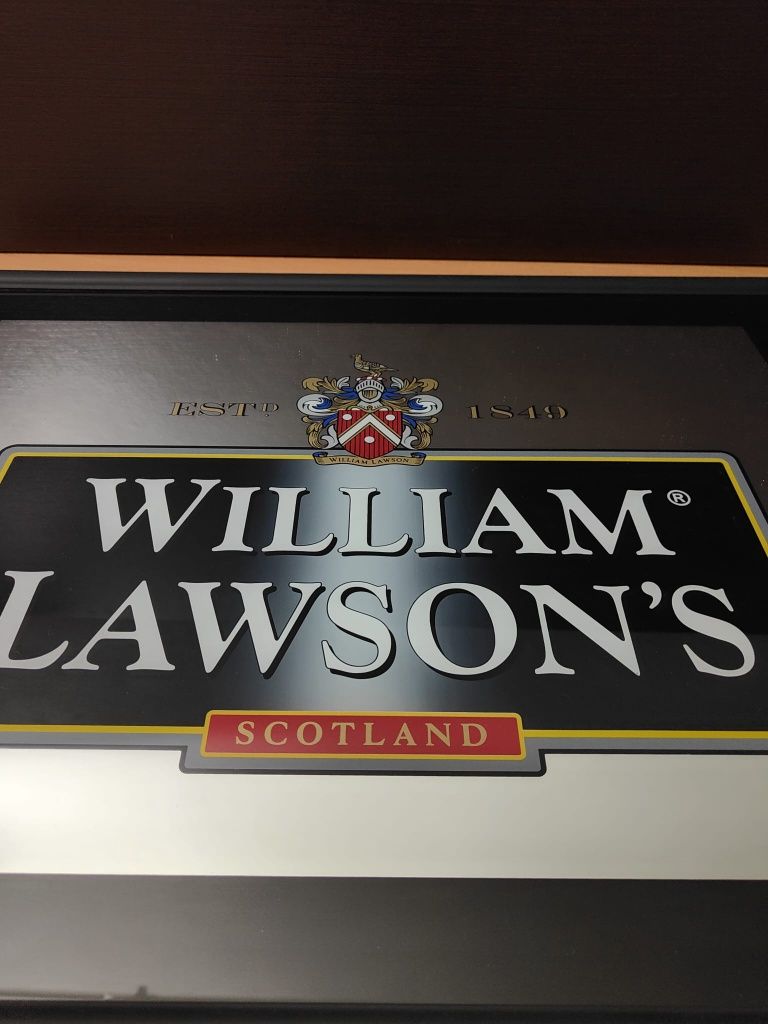 ESTD 1849
WILLIAM LAWSON
WILLIAM®
LAWSON'S
SCOTLAND